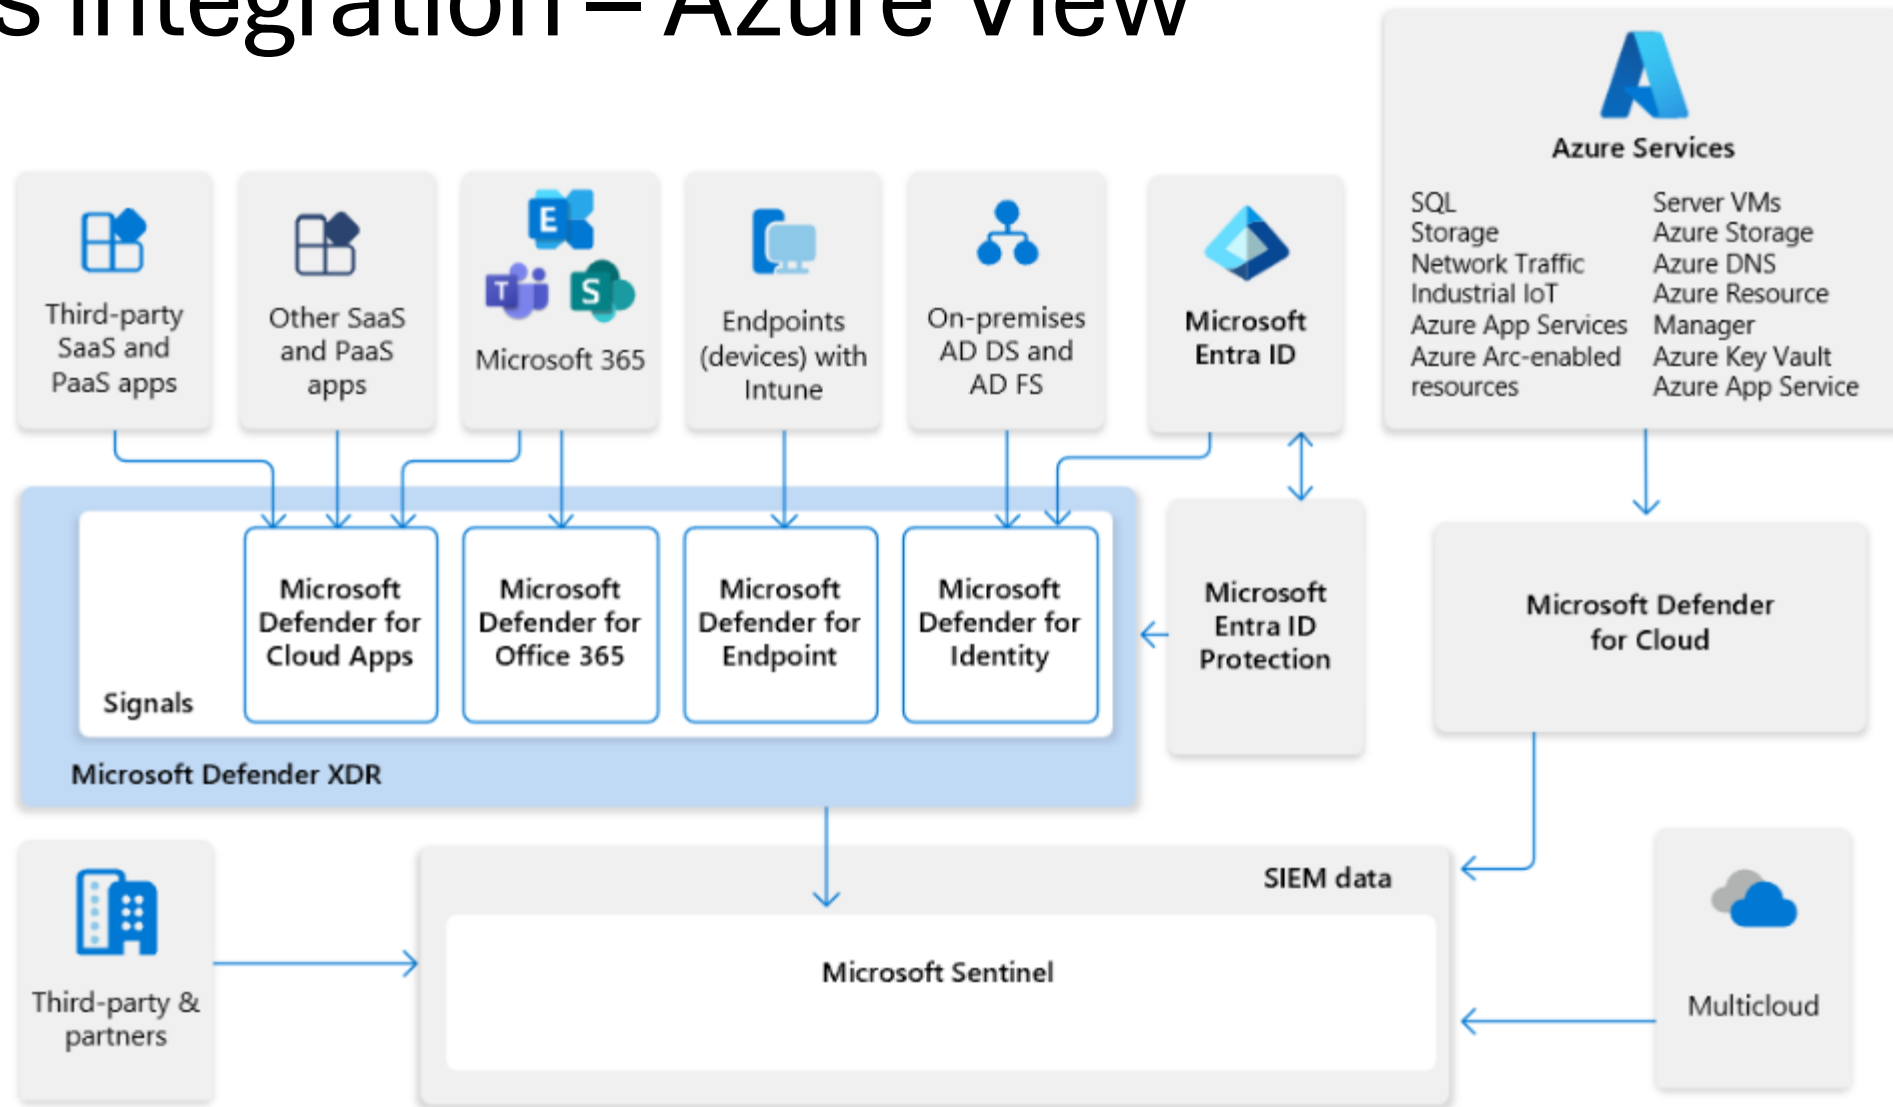 s Integration – Azure View
Azure Services
SQL
Storage
Network Traffic
Industrial IoT
Azure App Services
Azure Arc-enabled
resources
Server VMs
Azure Storage
Azure DNS
Azure Resource
Manager
Azure Key Vault
Azure App Service
Third-party
SaaS and
PaaS apps
Other SaaS
and PaaS
apps
E
T
S
Microsoft 365
Endpoints
(devices) with
Intune
On-premises
AD DS and
AD FS
Microsoft
Entra ID
Microsoft
Defender for
Cloud Apps
Microsoft
Defender for
Office 365
Microsoft
Defender for
Endpoint
Microsoft
Defender for
Identity
Signals
Microsoft Defender XDR
Microsoft
Entra ID
Protection
Microsoft Defender
for Cloud
Third-party &
partners
SIEM data
Microsoft Sentinel
Multicloud